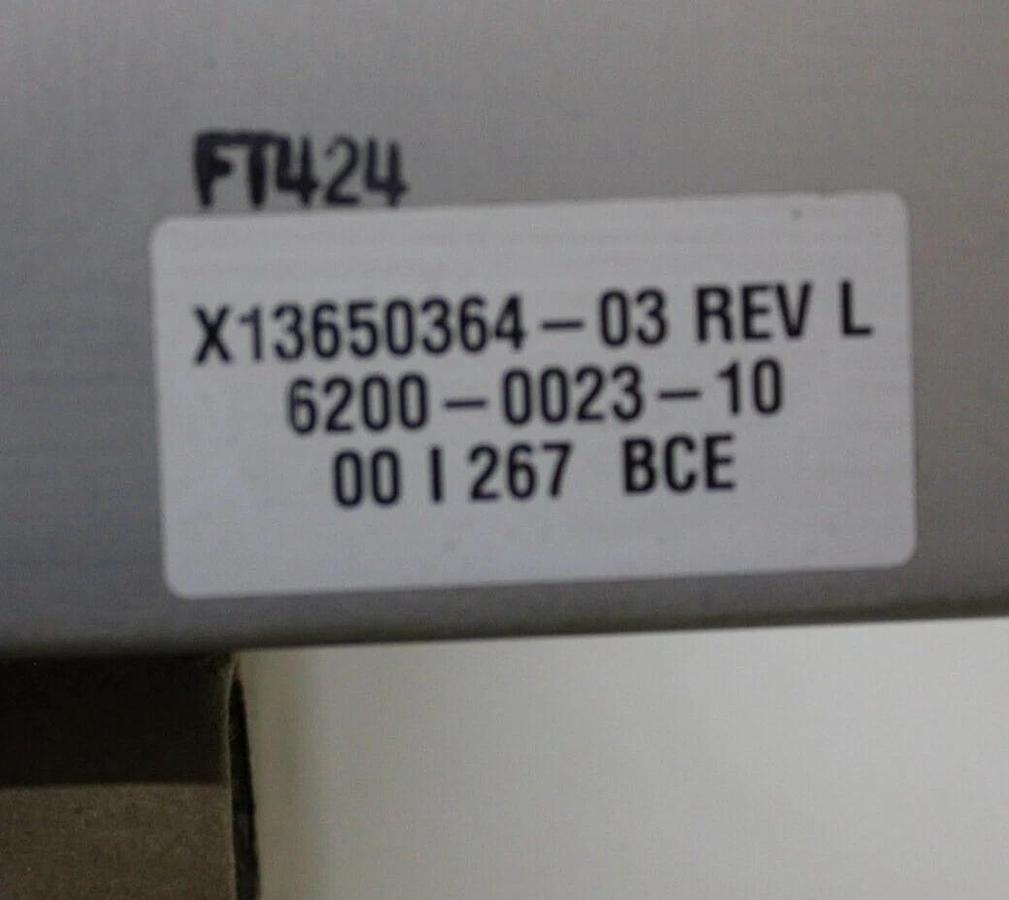 FT424
X13650364-03 REV L
6200-0023-10
00 I 267 BCE